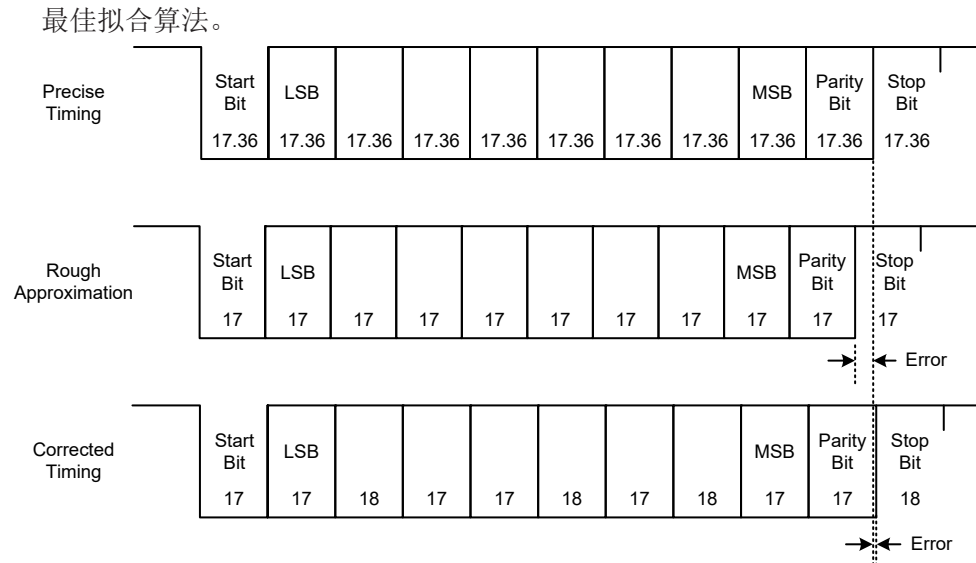 最佳拟合算法。
Precise
Timing
Start
Bit
LSB
MSB
Parity
Bit
Stop
Bit
17.36 17.36 17.36 17.36 17.36 17.36 17.36 17.36 17.36 17.36 17.36
Rough
Approximation
Start
Bit
LSB
MSB
Parity
Bit
Stop
Bit
17 17 17 17 17 17 17 17 17 17 17
Error
Corrected
Timing
Start
Bit
LSB
MSB
Parity
Bit
Stop
Bit
17 17 18 17 17 18 17 18 17 17 18
Error